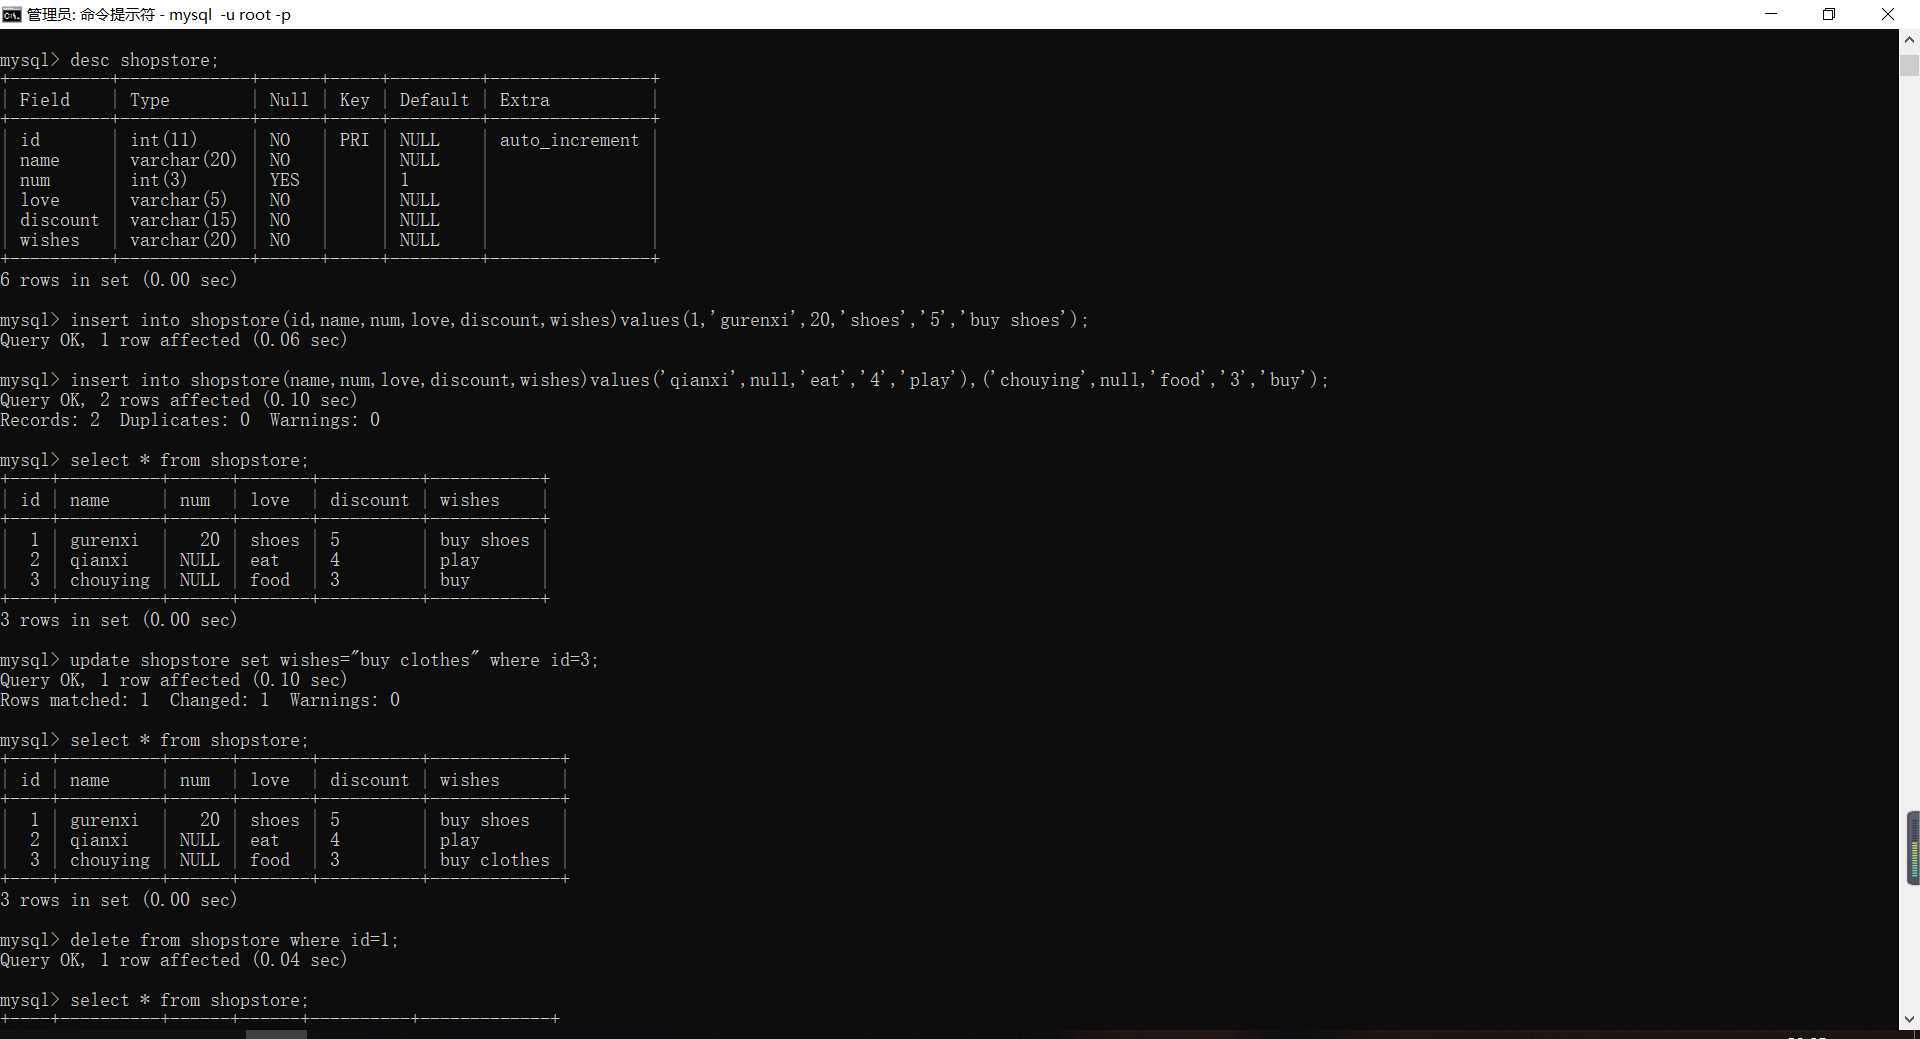 管理员: 命令提示符 - mysql  -u root -p
mysql> desc shopstore;
+----------+-------------+------+-----+---------+----------------+
| Field    | Type        | Null | Key | Default | Extra          |
+----------+-------------+------+-----+---------+----------------+
| id       | int(11)     | NO   | PRI | NULL    | auto_increment |
| name     | varchar(20) | NO   |     | NULL    |                |
| num      | int(3)      | YES  |     | 1       |                |
| love     | varchar(5)  | NO   |     | NULL    |                |
| discount | varchar(15) | NO   |     | NULL    |                |
| wishes   | varchar(20) | NO   |     | NULL    |                |
+----------+-------------+------+-----+---------+----------------+
6 rows in set (0.00 sec)
mysql> insert into shopstore(id,name,num,love,discount,wishes)values(1,'gurenxi',20,'shoes','5','buy shoes');
Query OK, 1 row affected (0.06 sec)
mysql> insert into shopstore(name,num,love,discount,wishes)values('qianxi',null,'eat','4','play'),('chouying',null,'food','3','buy');
Query OK, 2 rows affected (0.10 sec)
Records: 2  Duplicates: 0  Warnings: 0
mysql> select * from shopstore;
+----+----------+------+-------+----------+-----------+
| id | name     | num  | love  | discount | wishes    |
+----+----------+------+-------+----------+-----------+
|  1 | gurenxi  |   20 | shoes | 5        | buy shoes |
|  2 | qianxi   | NULL | eat   | 4        | play      |
|  3 | chouying | NULL | food  | 3        | buy       |
+----+----------+------+-------+----------+-----------+
3 rows in set (0.00 sec)
mysql> update shopstore set wishes="buy clothes" where id=3;
Query OK, 1 row affected (0.10 sec)
Rows matched: 1  Changed: 1  Warnings: 0
mysql> select * from shopstore;
+----+----------+------+-------+----------+-------------+
| id | name     | num  | love  | discount | wishes      |
+----+----------+------+-------+----------+-------------+
|  1 | gurenxi  |   20 | shoes | 5        | buy shoes   |
|  2 | qianxi   | NULL | eat   | 4        | play        |
|  3 | chouying | NULL | food  | 3        | buy clothes |
+----+----------+------+-------+----------+-------------+
3 rows in set (0.00 sec)
mysql> delete from shopstore where id=1;
Query OK, 1 row affected (0.04 sec)
mysql> select * from shopstore;
+----+----------+------+------+----------+-------------+